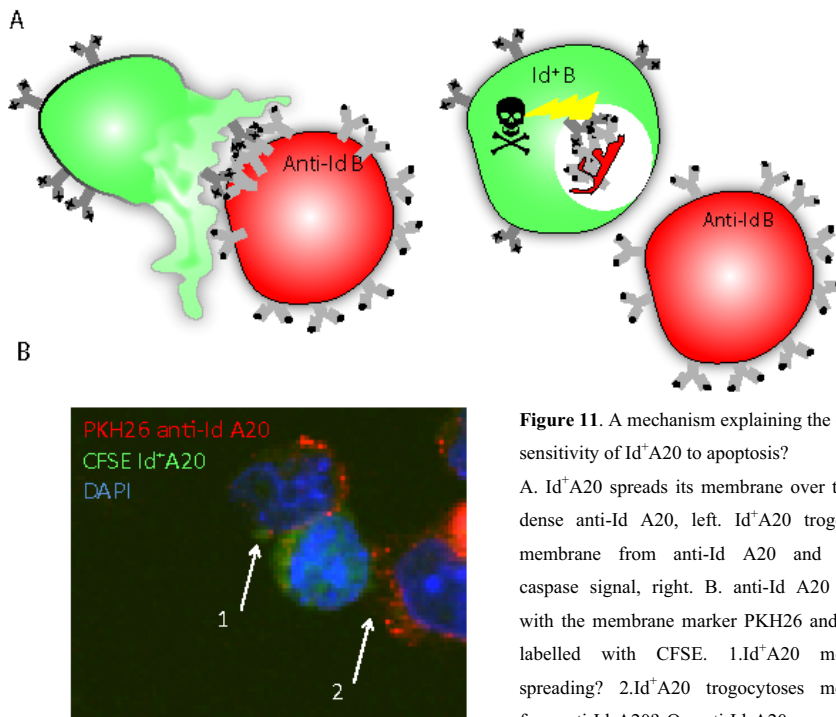 A
Anti-Id B
Id⁺ B
Anti-Id B
B
PKH26 anti-Id A20
CFSE Id⁺A20
DAPI
1
2
Figure 11. A mechanism explaining the
sensitivity of Id⁺A20 to apoptosis?
A. Id⁺A20 spreads its membrane over
dense anti-Id A20, left. Id⁺A20
membrane from anti-Id A20 and
caspase signal, right. B. anti-Id A20
with the membrane marker PKH26 and
labelled with CFSE. 1.Id⁺A20
spreading? 2.Id⁺A20 trogocytoses